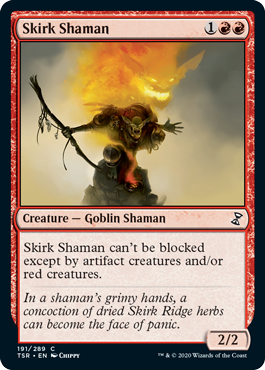 Skirk Shaman 1
Creature — Goblin Shaman
Skirk Shaman can't be blocked
except by artifact creatures and/or
red creatures.
In a shaman's grimy hands, a
concoction of dried Skirk Ridge herbs
can become the face of panic.
2/2
191/289 C
TSR • EN Chippy
™ & © 2020 Wizards of the Coast